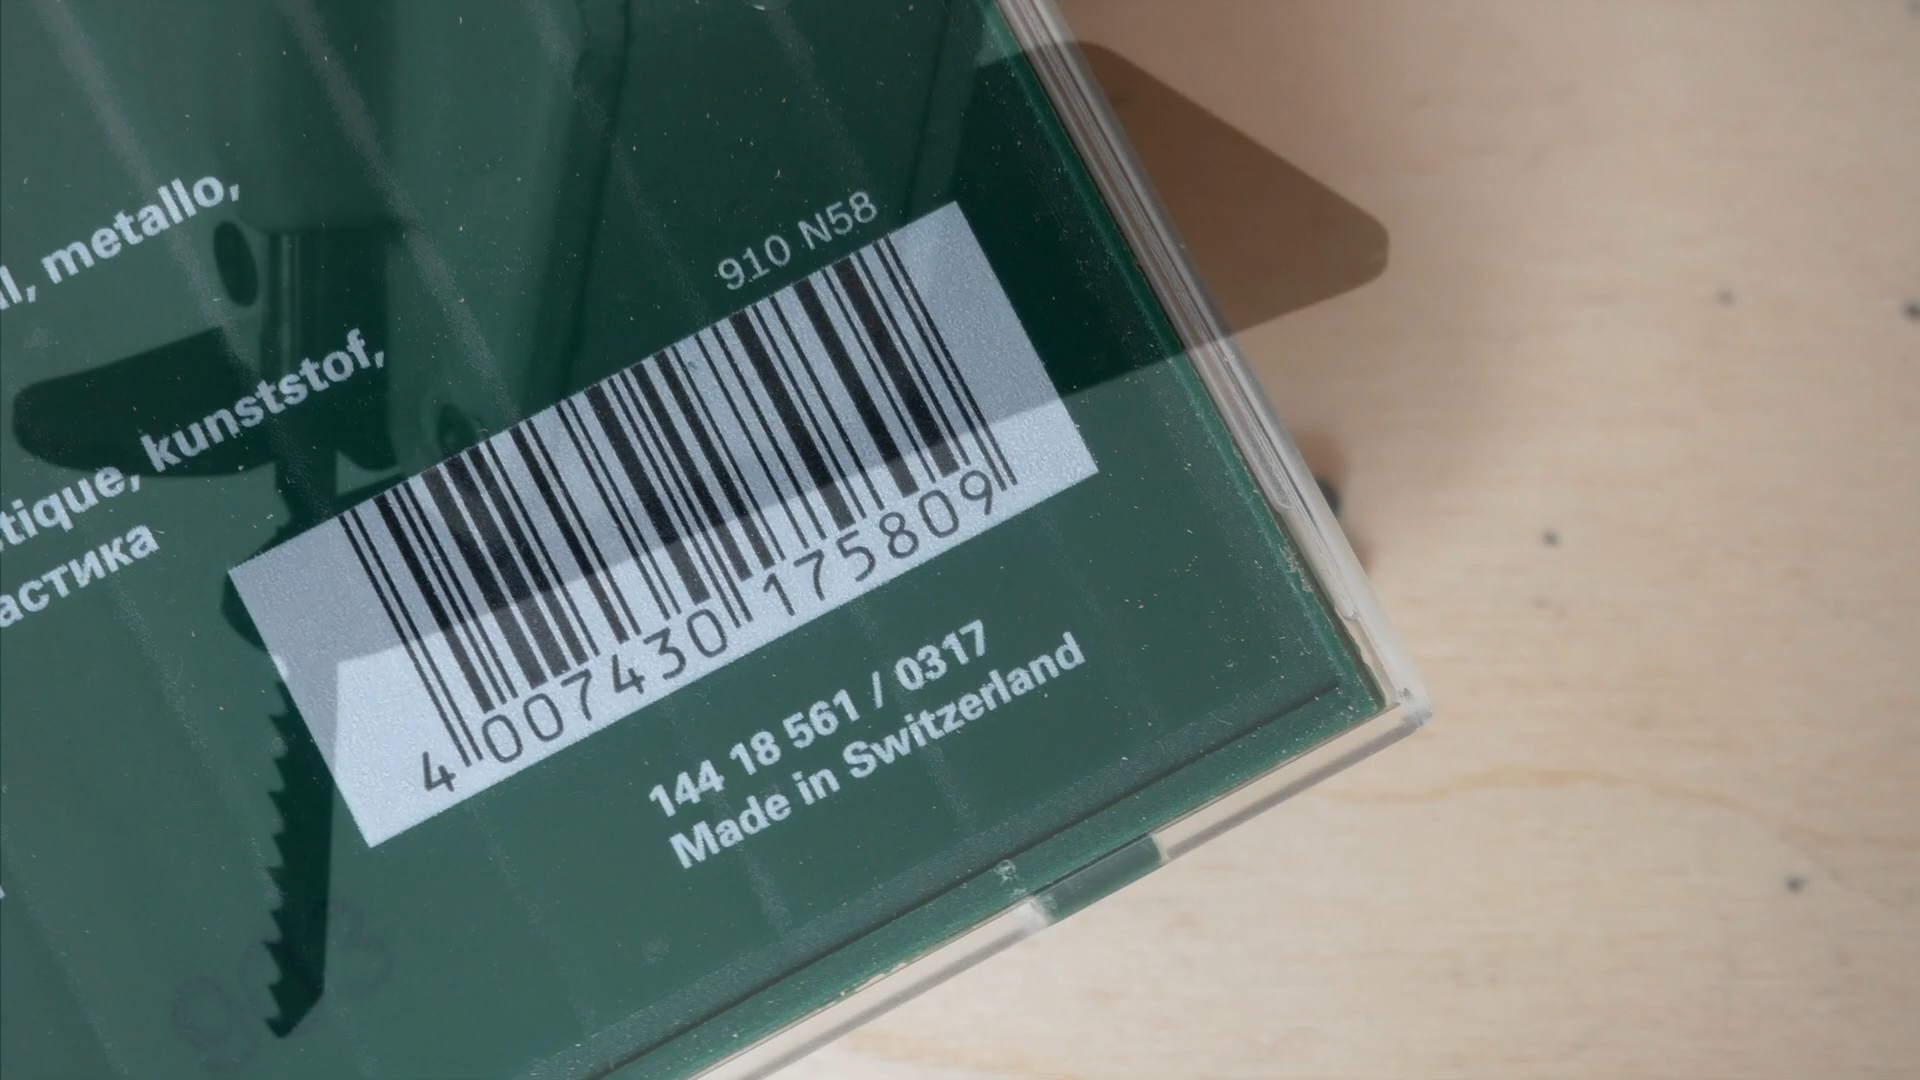 l, metallo,
tique, kunststof,
астика
910 N58
4 007430 175809
144 18 561 / 0317
Made in Switzerland